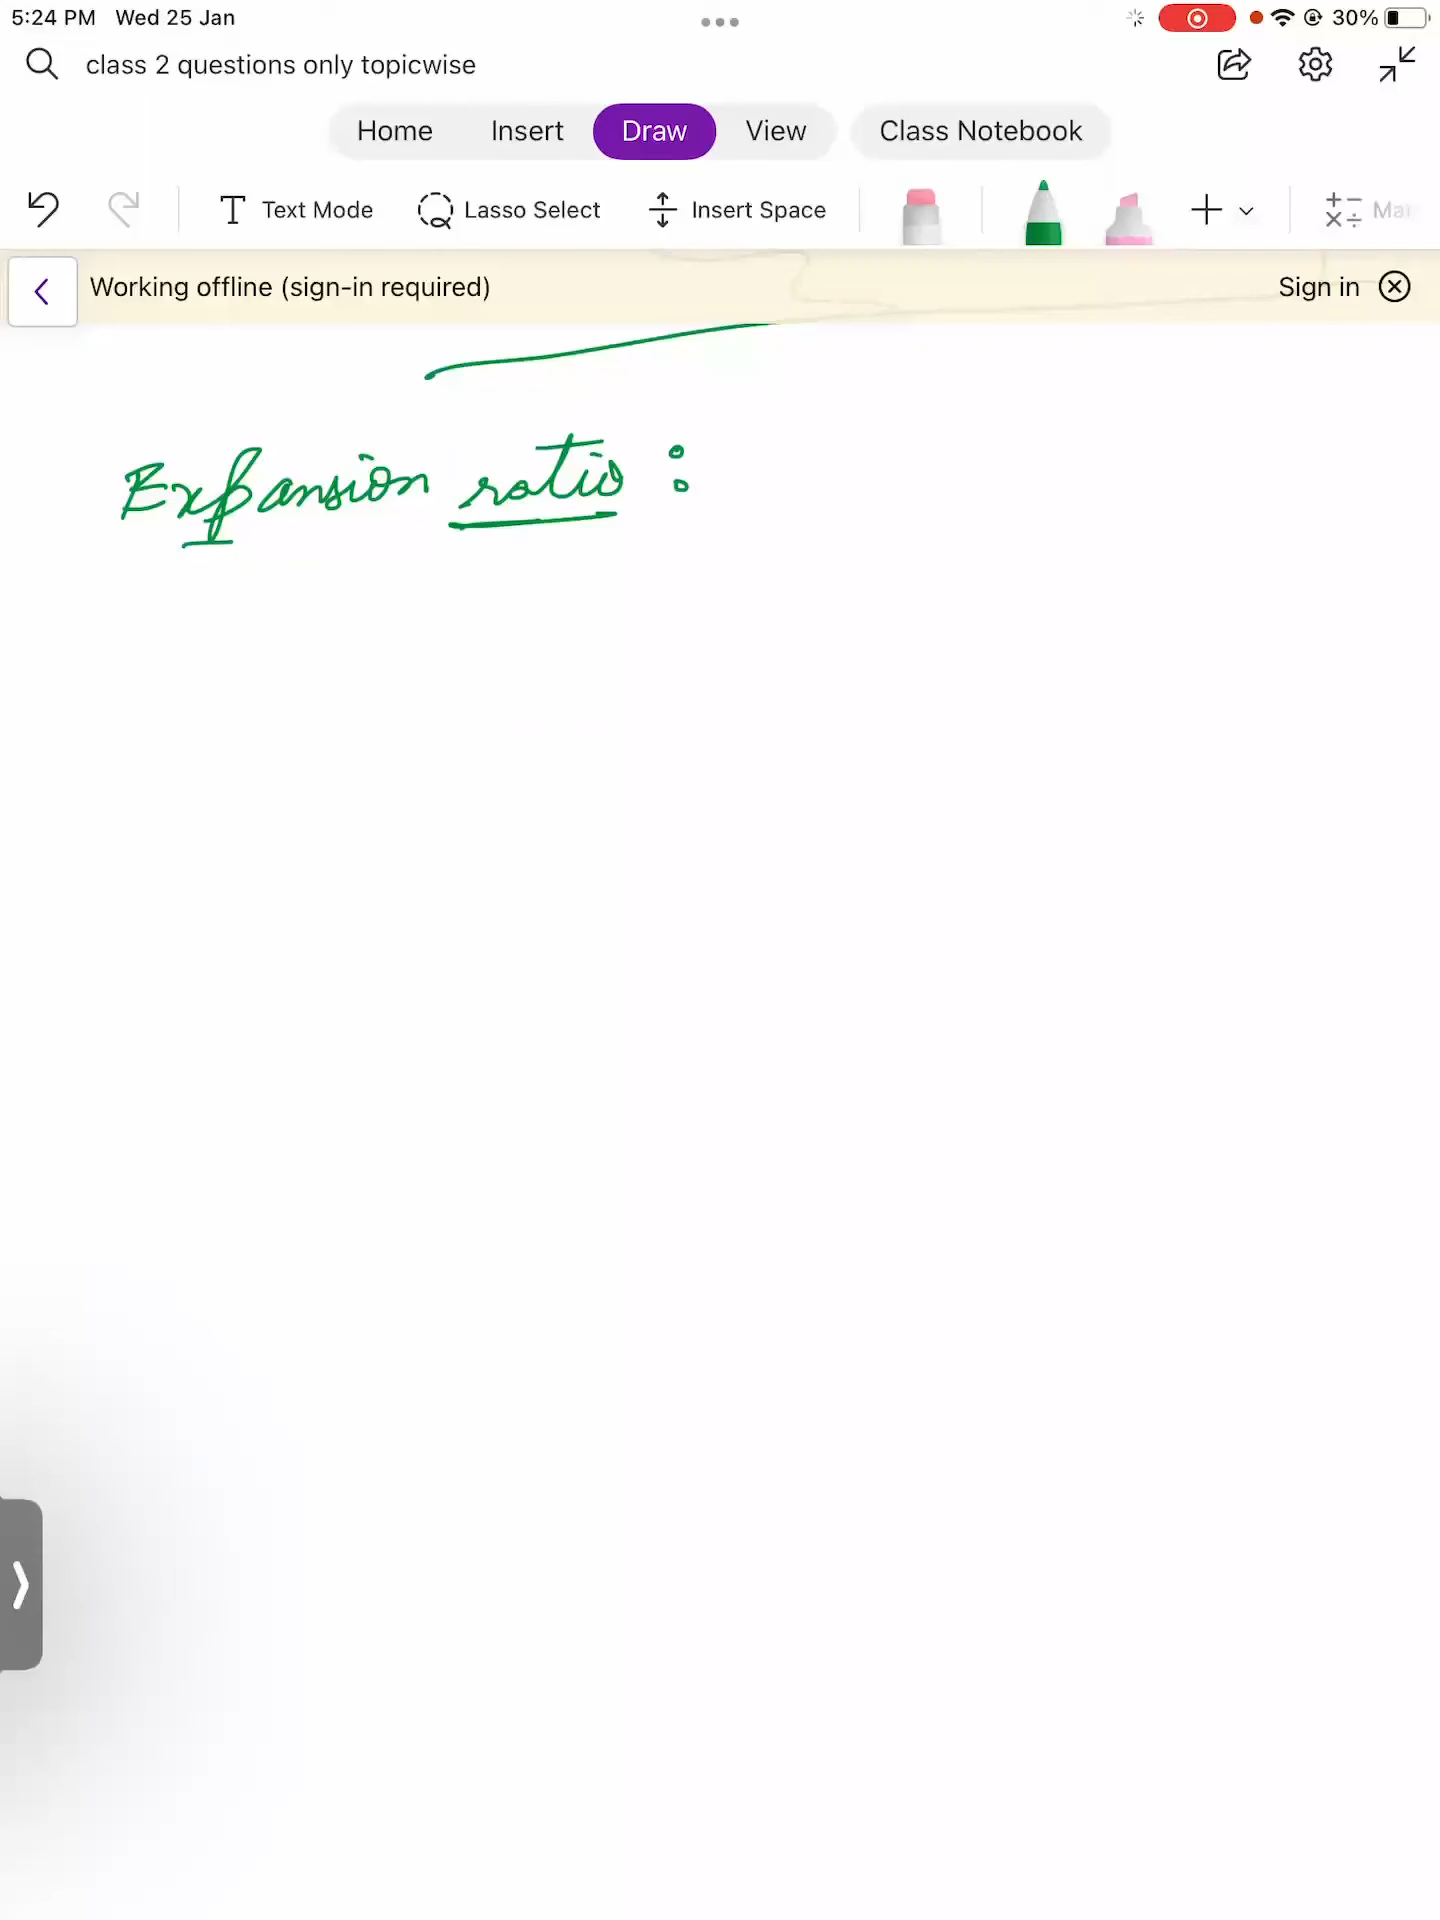 5:24 PM Wed 25 Jan
30%
class 2 questions only topicwise
Home Insert Draw View Class Notebook
Text Mode Lasso Select Insert Space
Working offline (sign-in required) Sign in
Expansion ratio :